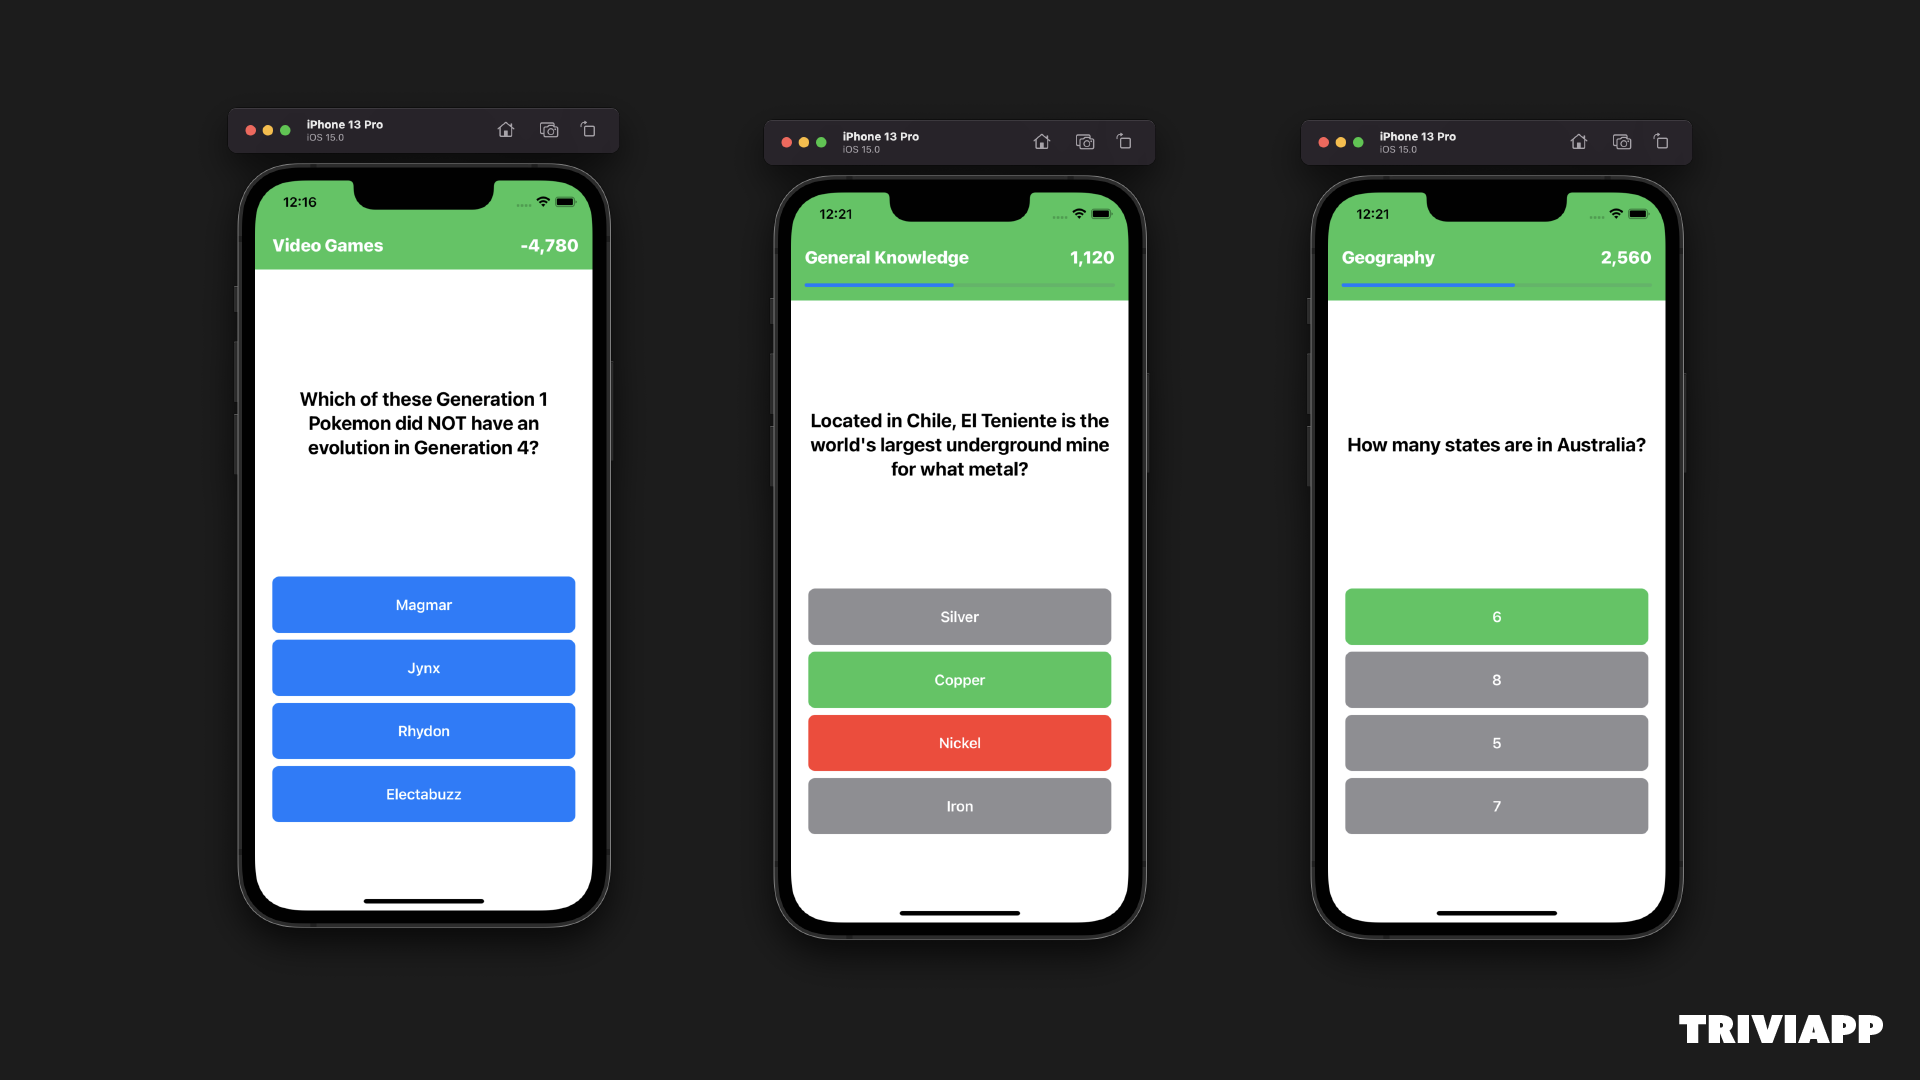 iPhone 13 Pro
iOS 15.0
12:16
Video Games
-4,780
Which of these Generation 1
Pokemon did NOT have an
evolution in Generation 4?
Magmar
Jynx
Rhydon
Electabuzz
iPhone 13 Pro
iOS 15.0
12:21
General Knowledge
1,120
Located in Chile, El Teniente is the
world's largest underground mine
for what metal?
Silver
Copper
Nickel
Iron
iPhone 13 Pro
iOS 15.0
12:21
Geography
2,560
How many states are in Australia?
6
8
5
7
TRIVIAPP